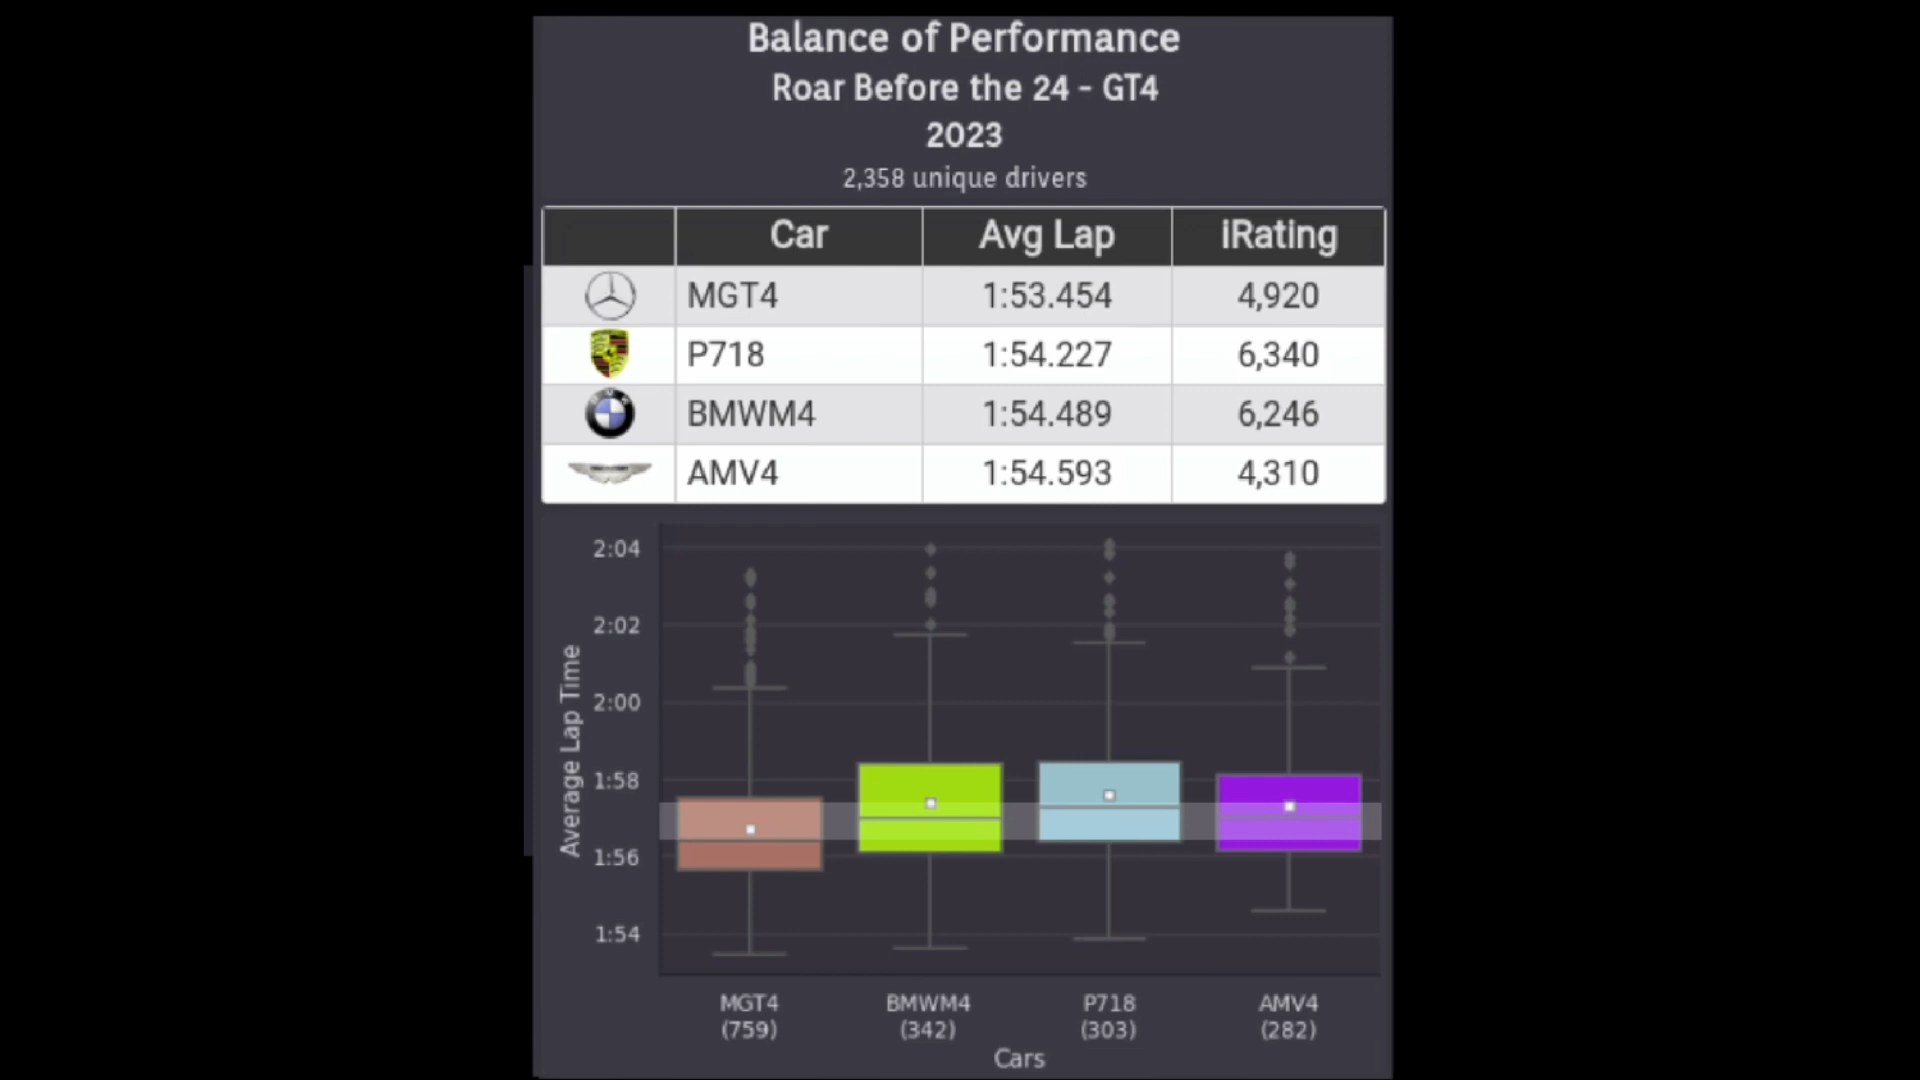 Balance of Performance
Roar Before the 24 - GT4
2023
2,358 unique drivers
Car Avg Lap iRating
MGT4 1:53.454 4,920
P718 1:54.227 6,340
BMWM4 1:54.489 6,246
AMV4 1:54.593 4,310
Average Lap Time
2:04
2:02
2:00
1:58
1:56
1:54
MGT4 BMWM4 P718 AMV4
(759) (342) (303) (282)
Cars